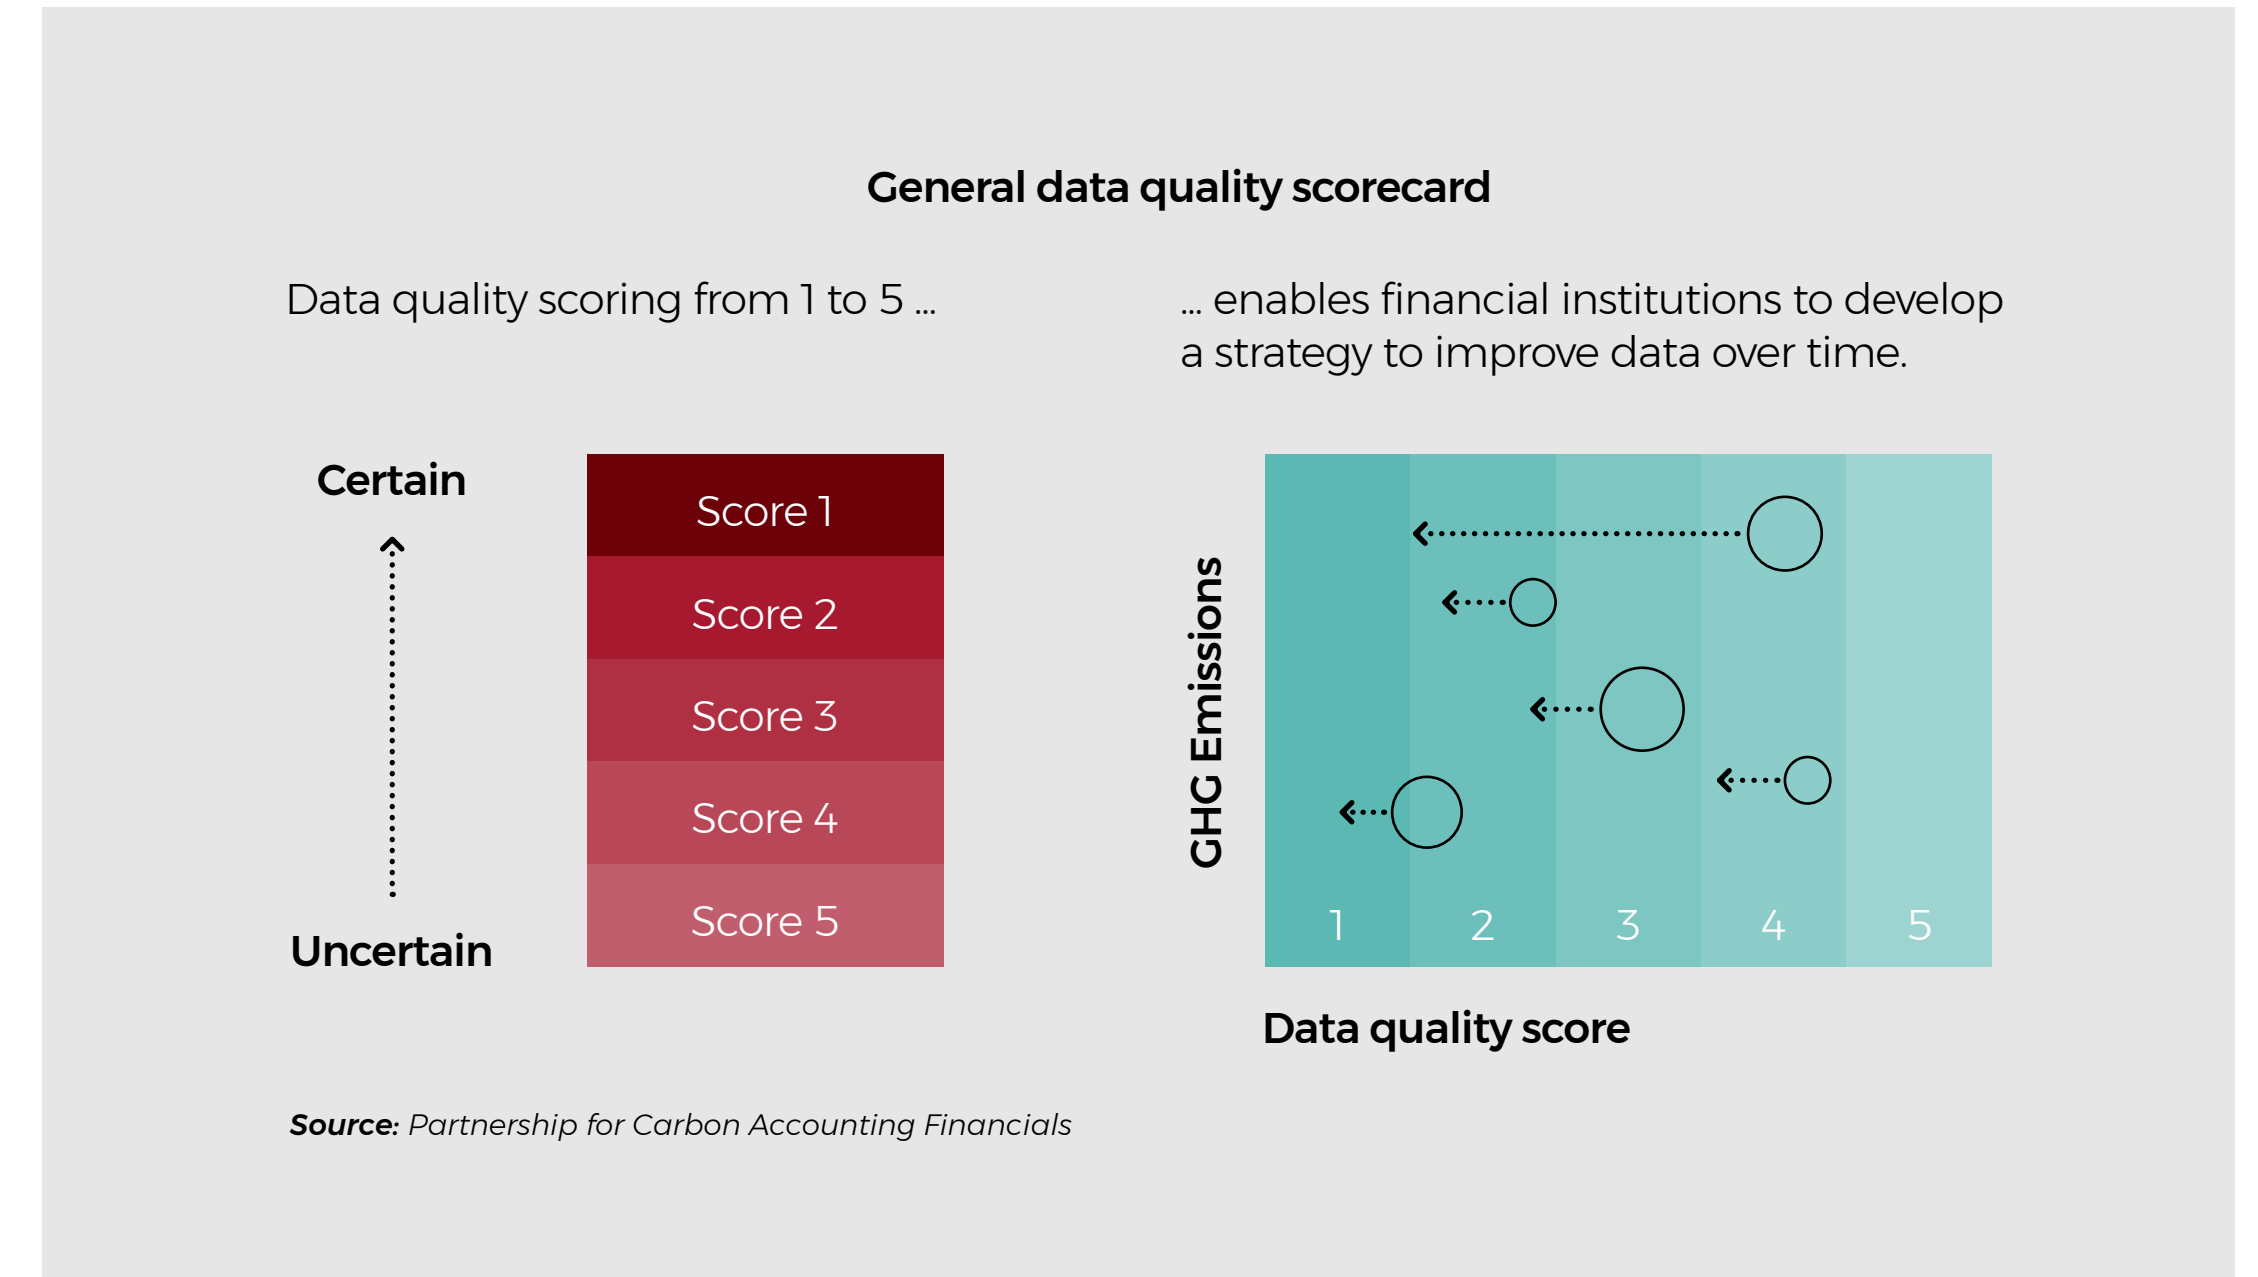 General data quality scorecard
Data quality scoring from 1 to 5 ...
... enables financial institutions to develop
a strategy to improve data over time.
Certain
Uncertain
Score 1
Score 2
Score 3
Score 4
Score 5
GHG Emissions
1 2 3 4 5
Data quality score
Source: Partnership for Carbon Accounting Financials